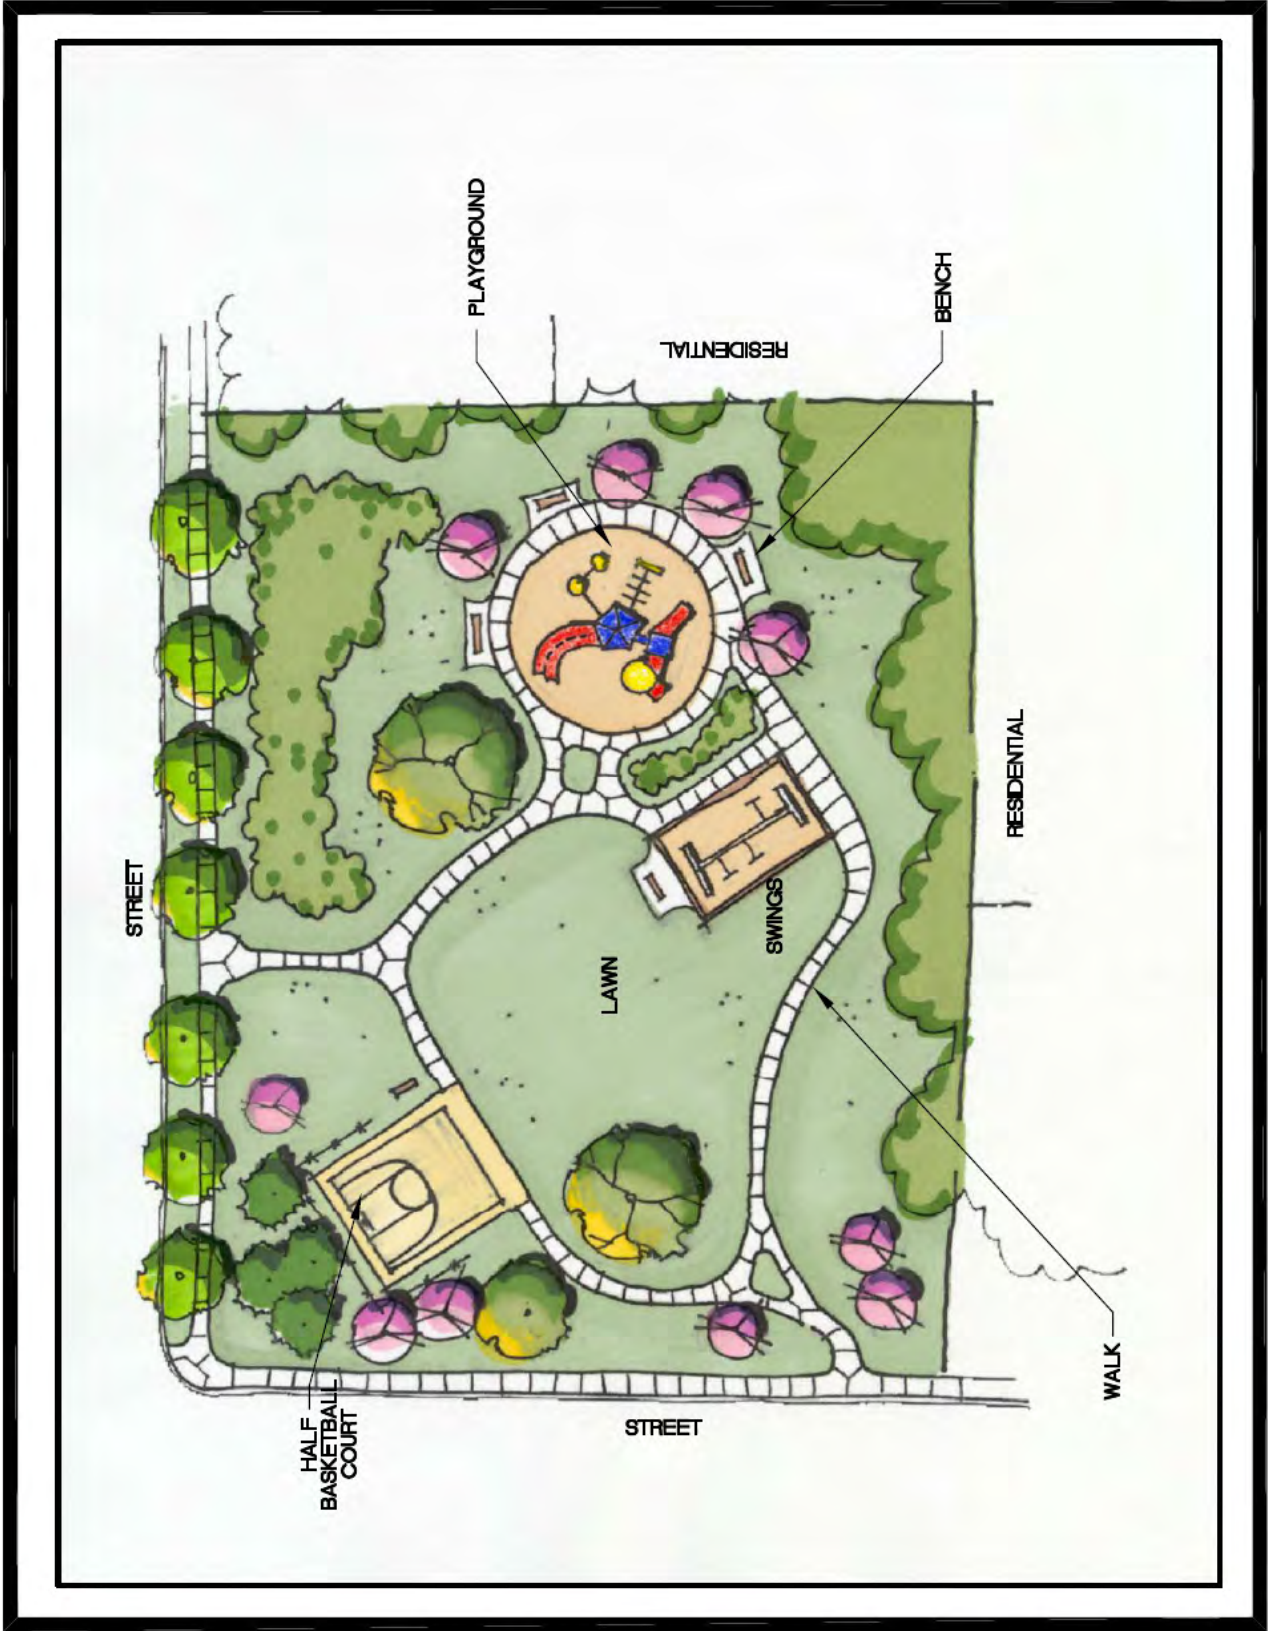 STREET
HALF
BASKETBALL
COURT
STREET
LAWN
SWINGS
WALK
RESIDENTIAL
PLAYGROUND
RESIDENTIAL
BENCH